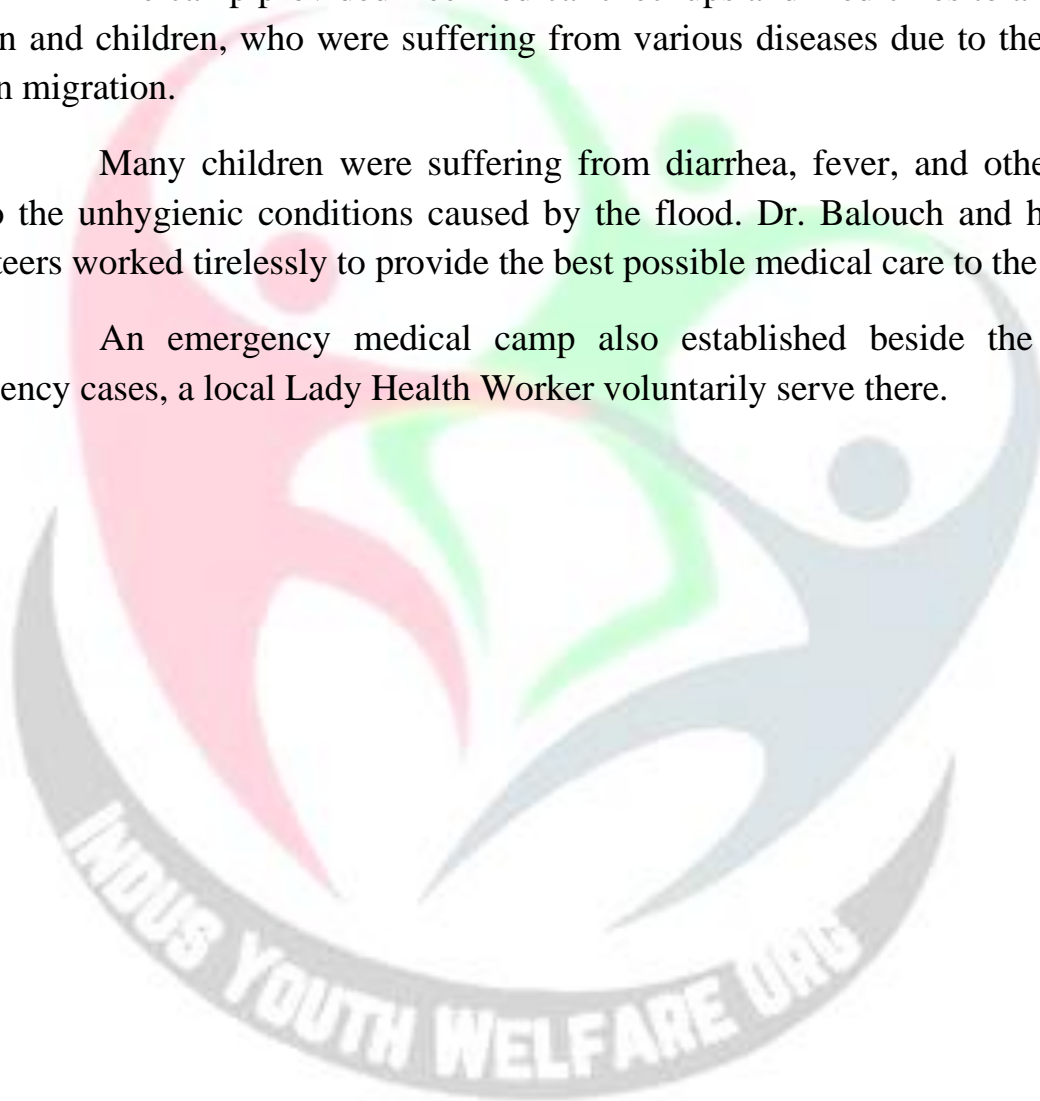 camp provided
n and children, who were suffering from various diseases due to the
n migration.
Many children were suffering from diarrhea, fever, and othe
o the unhygienic conditions caused by the flood. Dr. Balouch and h
teers worked tirelessly to provide the best possible medical care to the
An emergency medical camp also established beside the
ency cases, a local Lady Health Worker voluntarily serve there.
INDUS YOUTH WELFARE ORG